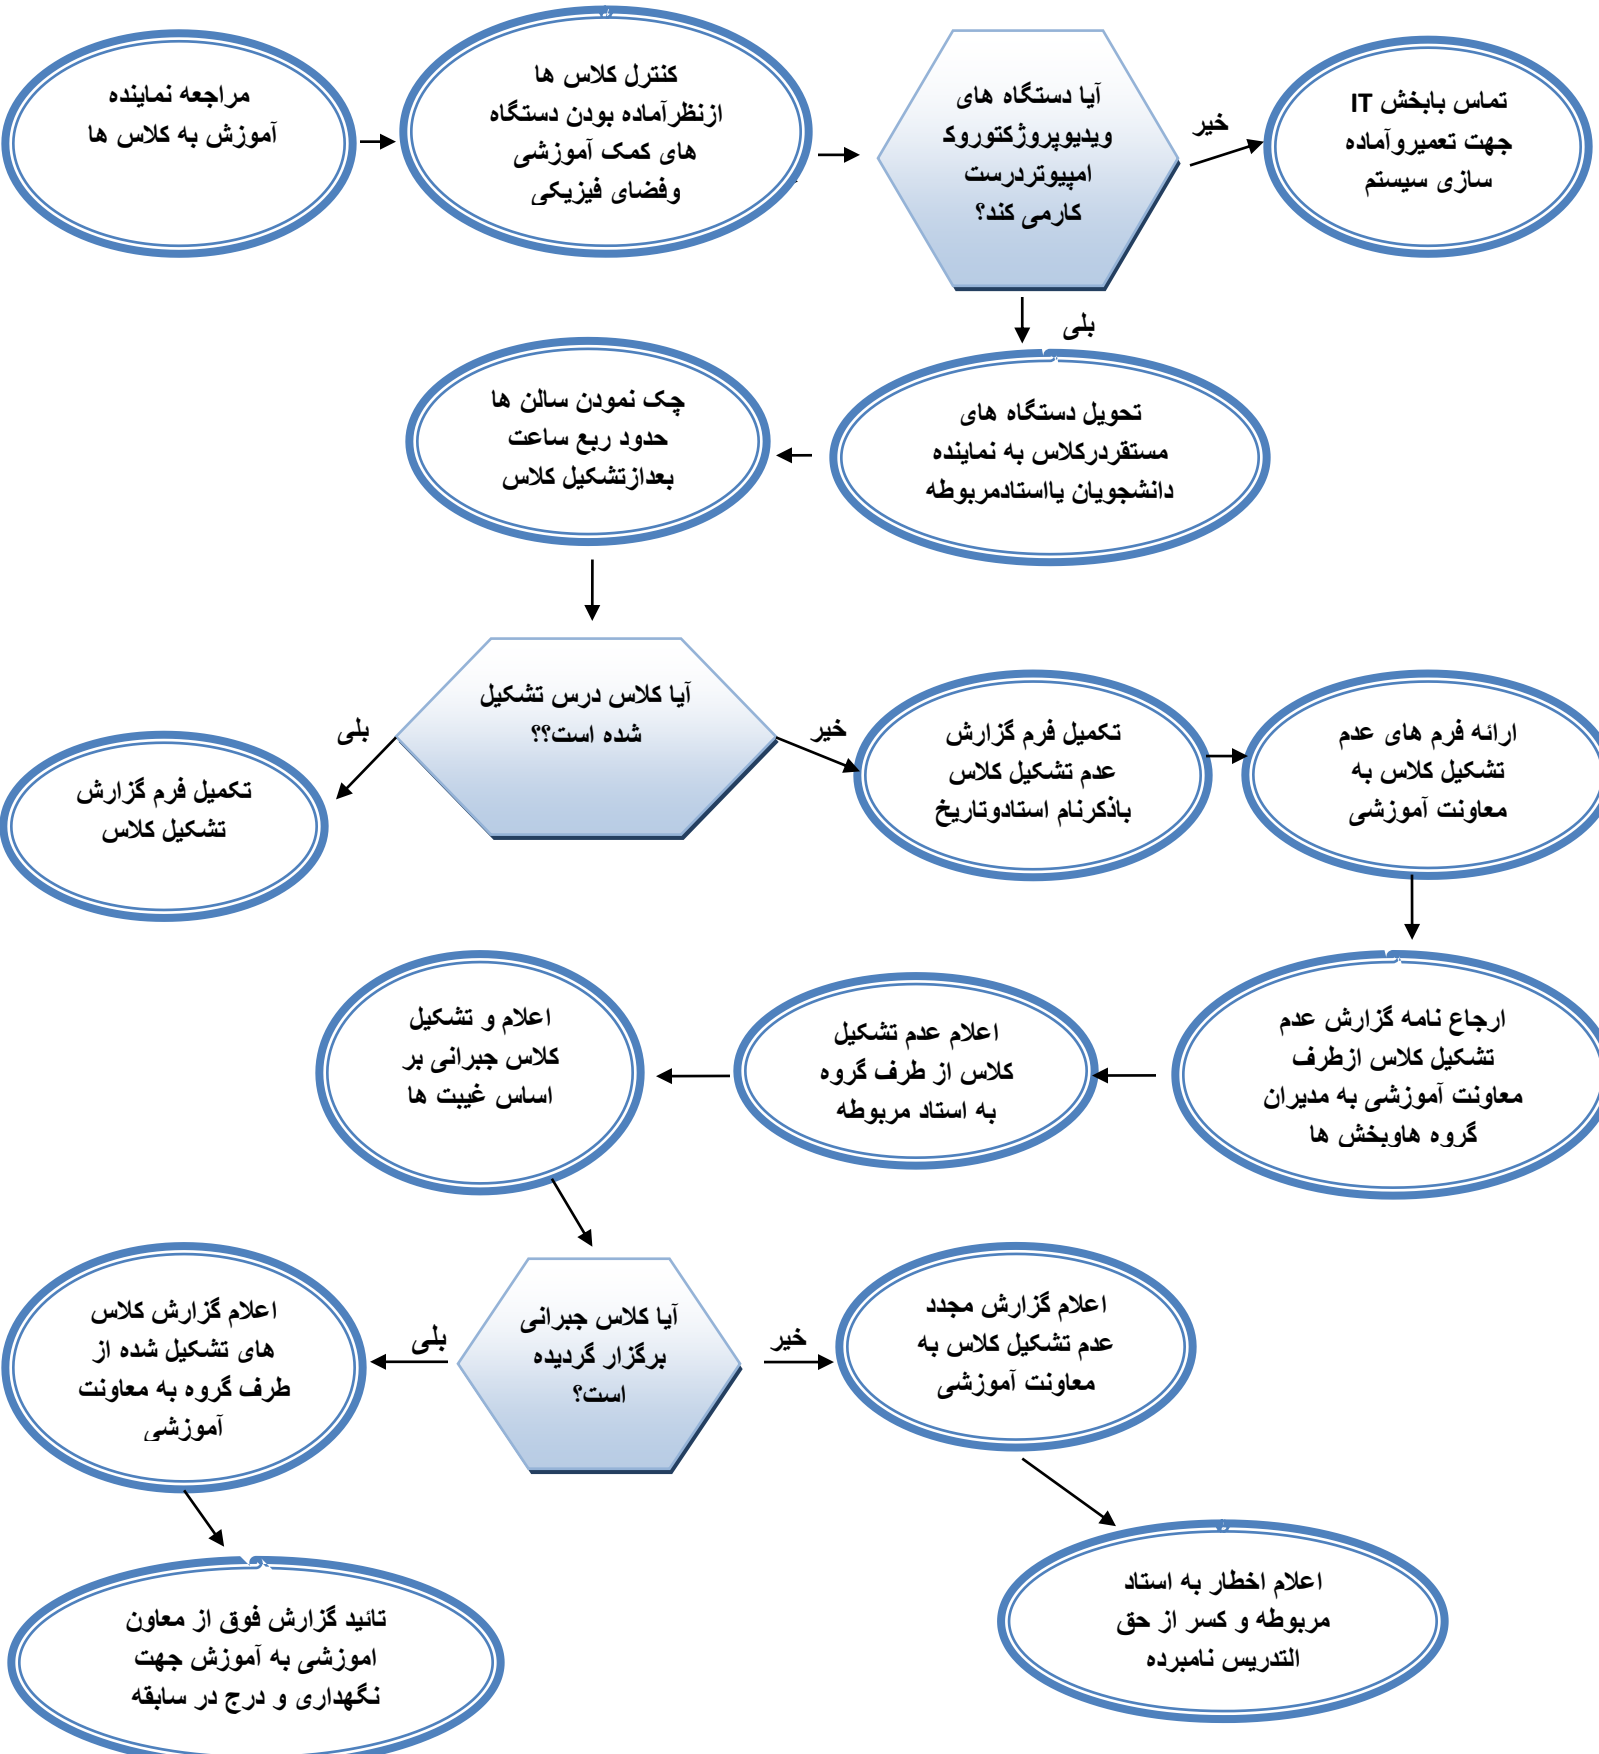 مراجعه نماینده
آموزش به کلاس ها
کنترل کلاس ها
ازنظرآماده بودن دستگاه
های کمک آموزشی
وفضای فیزیکی
آیا دستگاه های
ویدیوپروژکتوروک
امپیوتردرست
کارمی کند؟
خیر
تماس بابخش IT
جهت تعمیروآماده
سازی سیستم
بلی
تحویل دستگاه های
مستقردرکلاس به نماینده
دانشجویان یااستادمربوطه
چک نمودن سالن ها
حدود ربع ساعت
بعدازتشکیل کلاس
آیا کلاس درس تشکیل
شده است؟؟
بلی
تکمیل فرم گزارش
تشکیل کلاس
خیر
تکمیل فرم گزارش
عدم تشکیل کلاس
باذکرنام استادوتاریخ
ارائه فرم های عدم
تشکیل کلاس به
معاونت آموزشی
ارجاع نامه گزارش عدم
تشکیل کلاس ازطرف
معاونت آموزشی به مدیران
گروه هاوبخش ها
اعلام عدم تشکیل
کلاس از طرف گروه
به استاد مربوطه
اعلام و تشکیل
کلاس جبرانی بر
اساس غیبت ها
آیا کلاس جبرانی
برگزار گردیده
است؟
بلی
اعلام گزارش کلاس
های تشکیل شده از
طرف گروه به معاونت
آموزشی
خیر
اعلام گزارش مجدد
عدم تشکیل کلاس به
معاونت آموزشی
اعلام اخطار به استاد
مربوطه و کسر از حق
التدریس نامبرده
تائید گزارش فوق از معاون
اموزشی به آموزش جهت
نگهداری و درج در سابقه